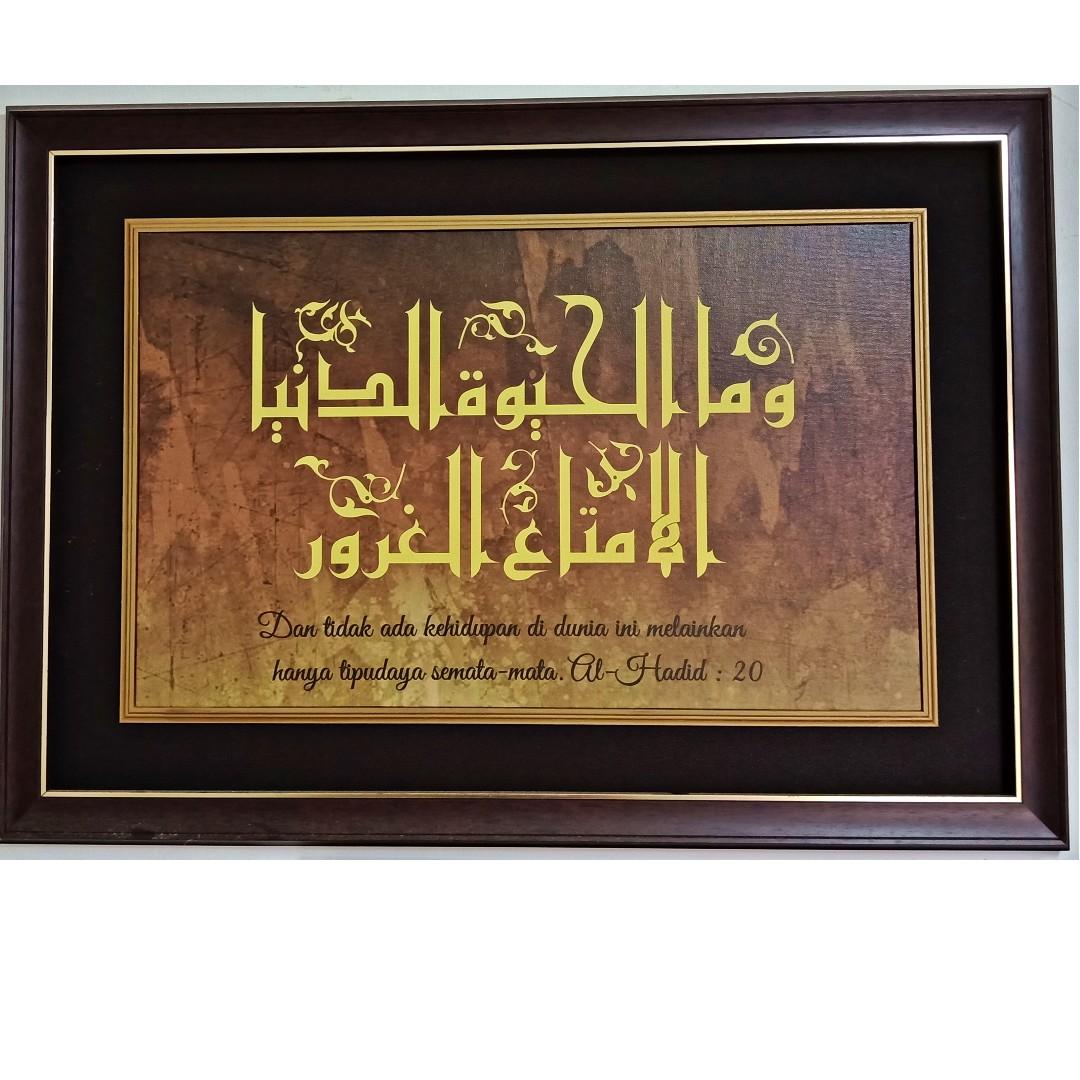 وما الحيوة الدنيا
الا متاع الغرور
Dan tidak ada kehidupan di dunia ini melainkan
hanya tipudaya semata-mata. Al-Hadid : 20